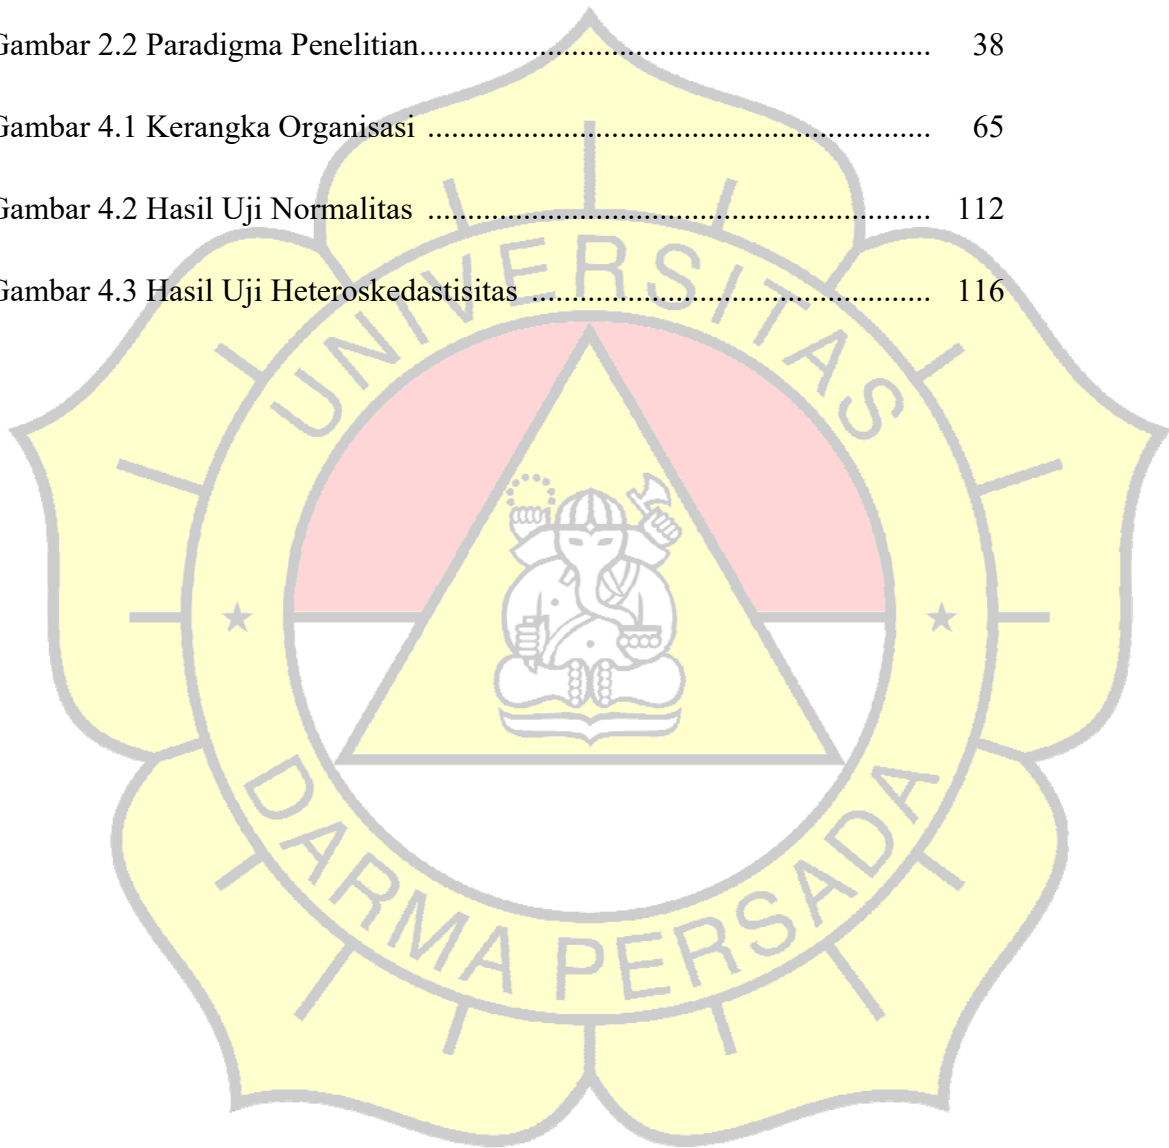 Gambar 2.2 Paradigma Penelitian............................................................... 38
Gambar 4.1 Kerangka Organisasi .............................................................. 65
Gambar 4.2 Hasil Uji Normalitas .............................................................. 112
Gambar 4.3 Hasil Uji Heteroskedastisitas ................................................. 116
UNIVERSITAS
DARMA PERSADA